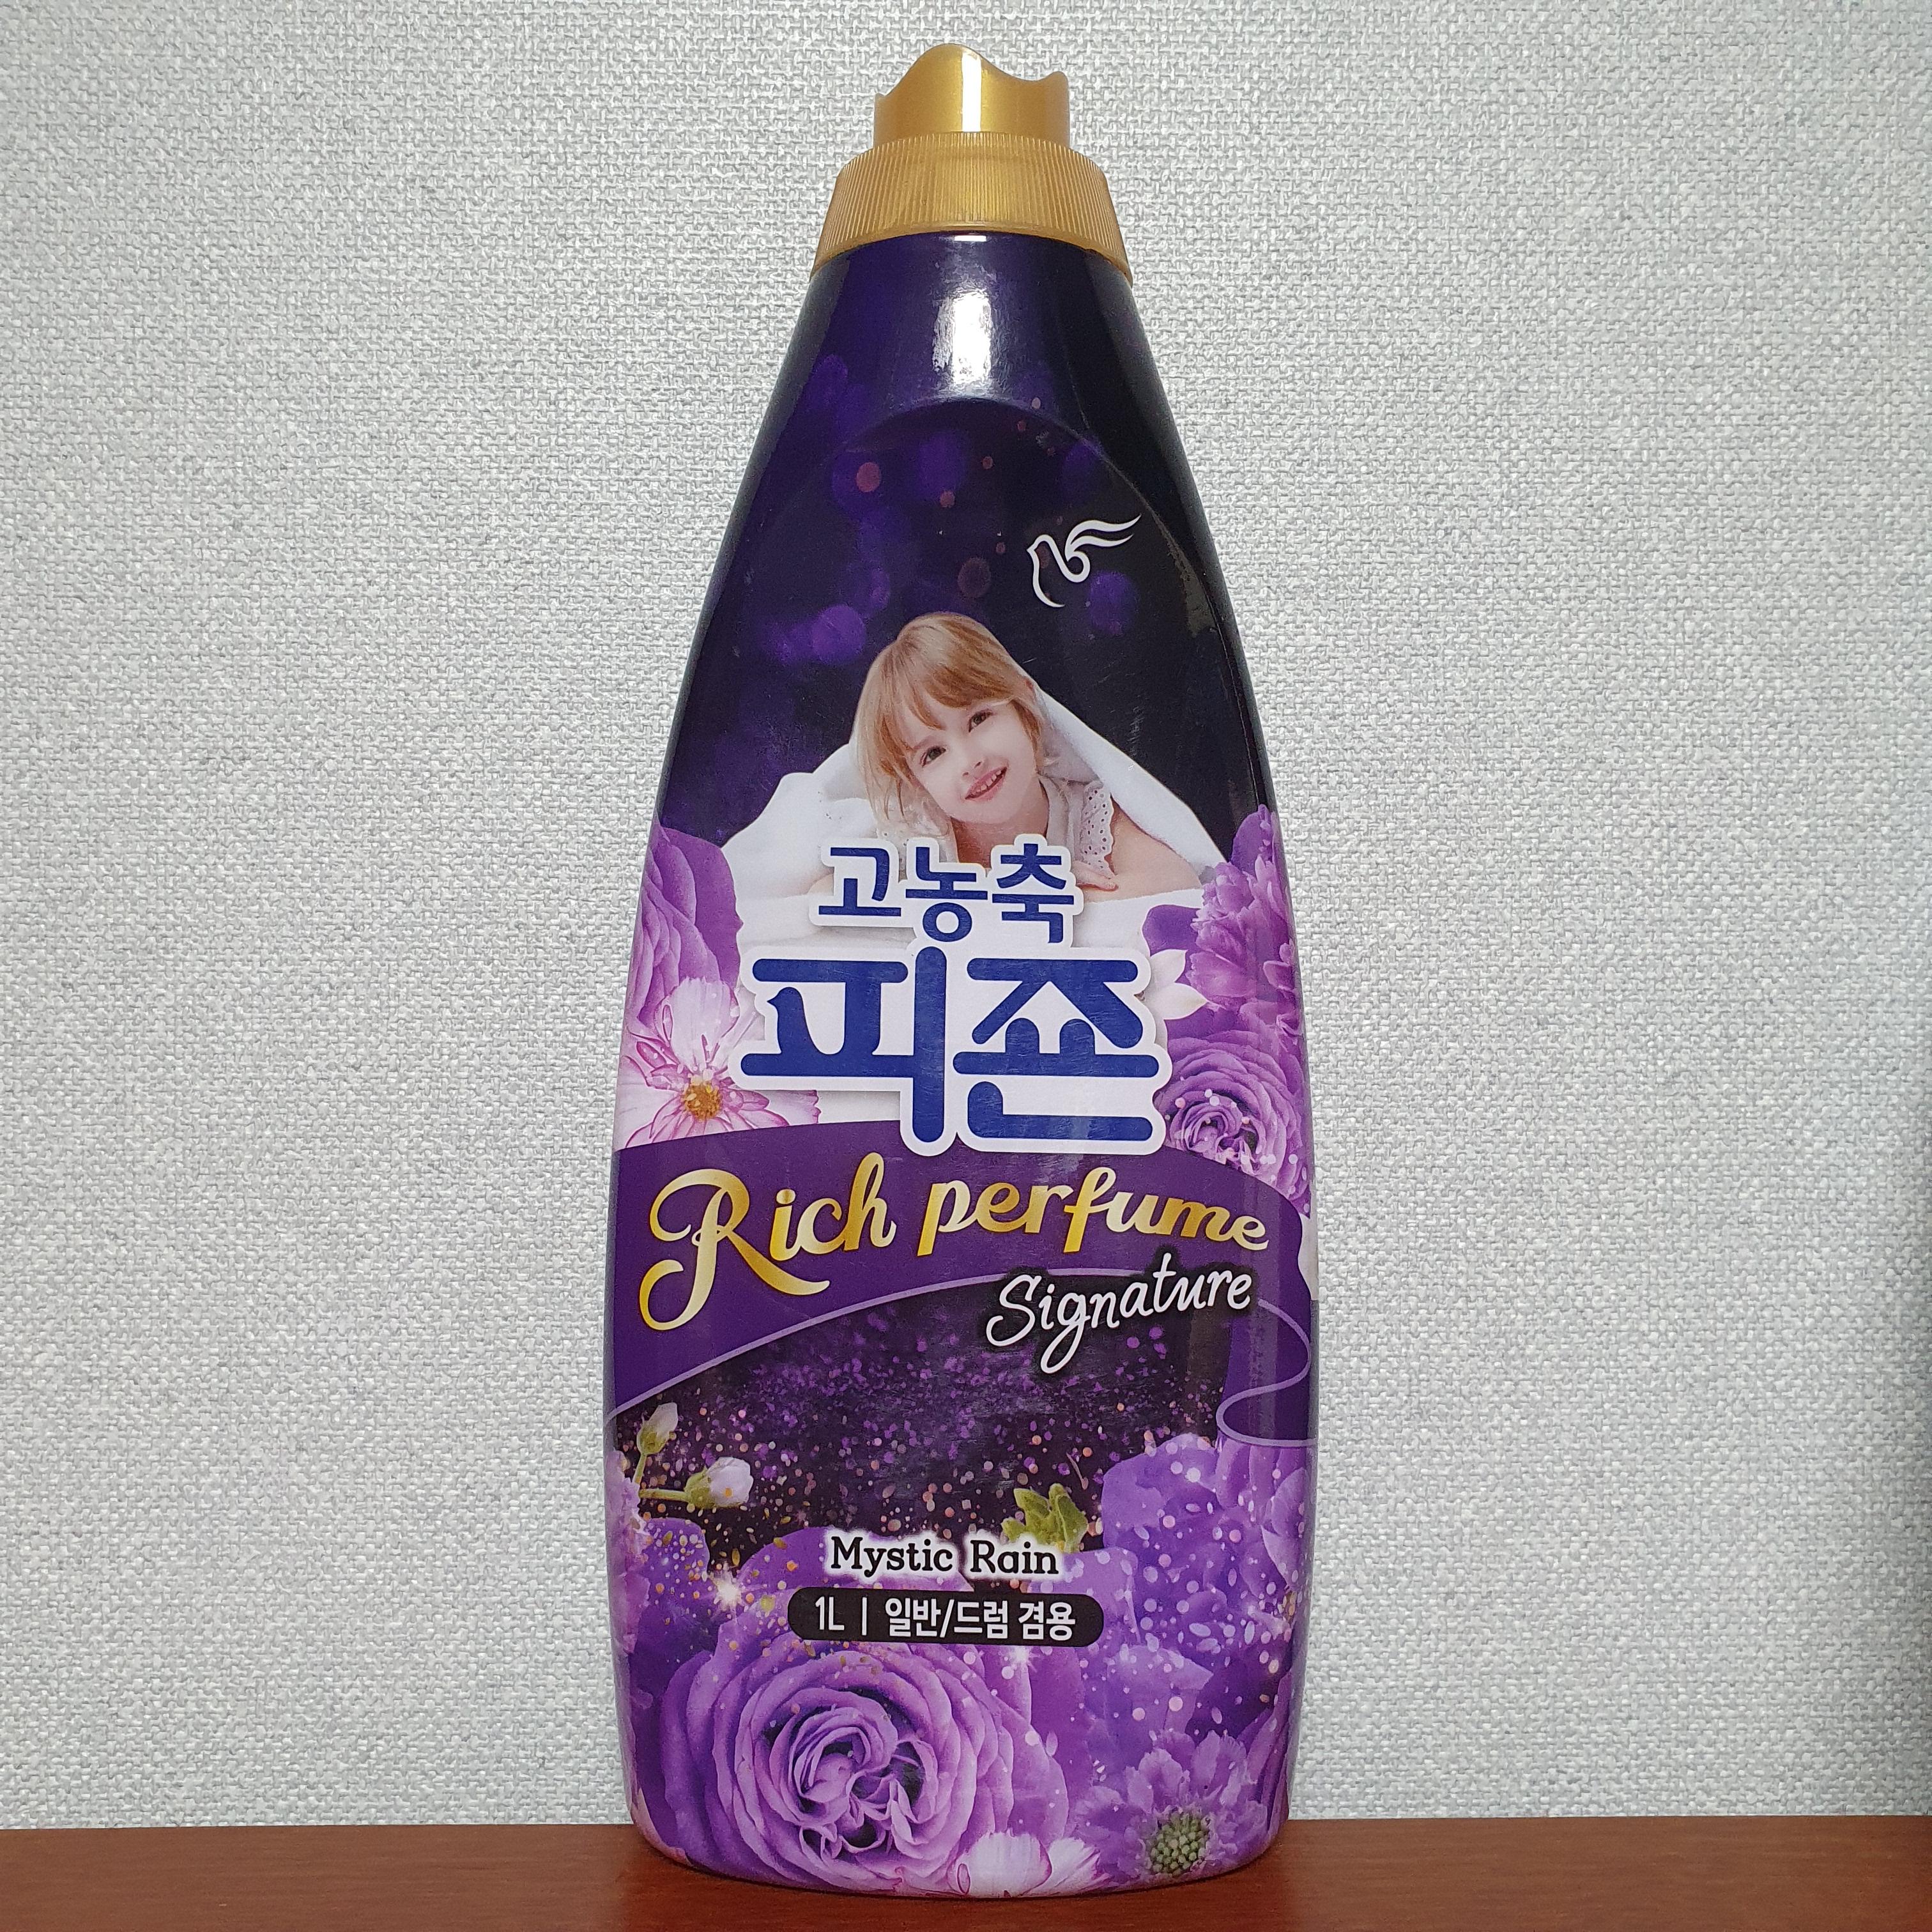 고농축
피죤
Rich perfume
Signature
Mystic Rain
1L | 일반/드럼 겸용